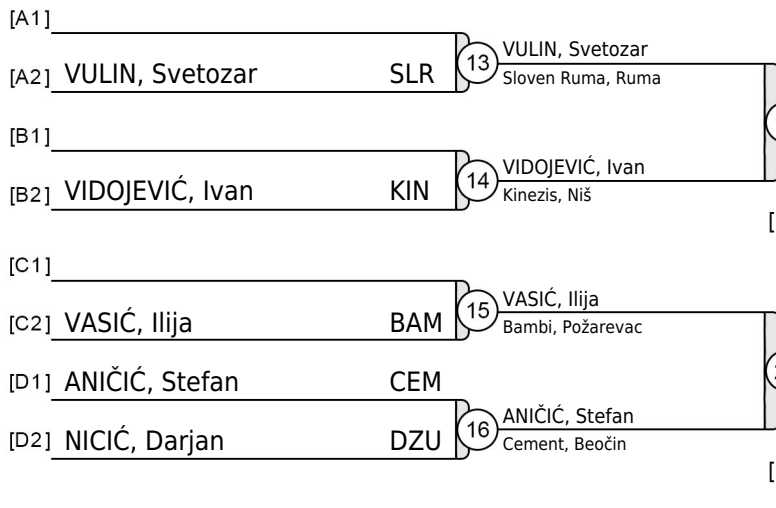 [A1]
[A2] VULIN, Svetozar SLR
13
VULIN, Svetozar
Sloven Ruma, Ruma
[B1]
[B2] VIDOJEVIĆ, Ivan KIN
14
VIDOJEVIĆ, Ivan
Kinezis, Niš
[
[C1]
[C2] VASIĆ, Ilija BAM
15
VASIĆ, Ilija
Bambi, Požarevac
[D1] ANIČIĆ, Stefan CEM
[D2] NICIĆ, Darjan DZU
16
ANIČIĆ, Stefan
Cement, Beočin
[